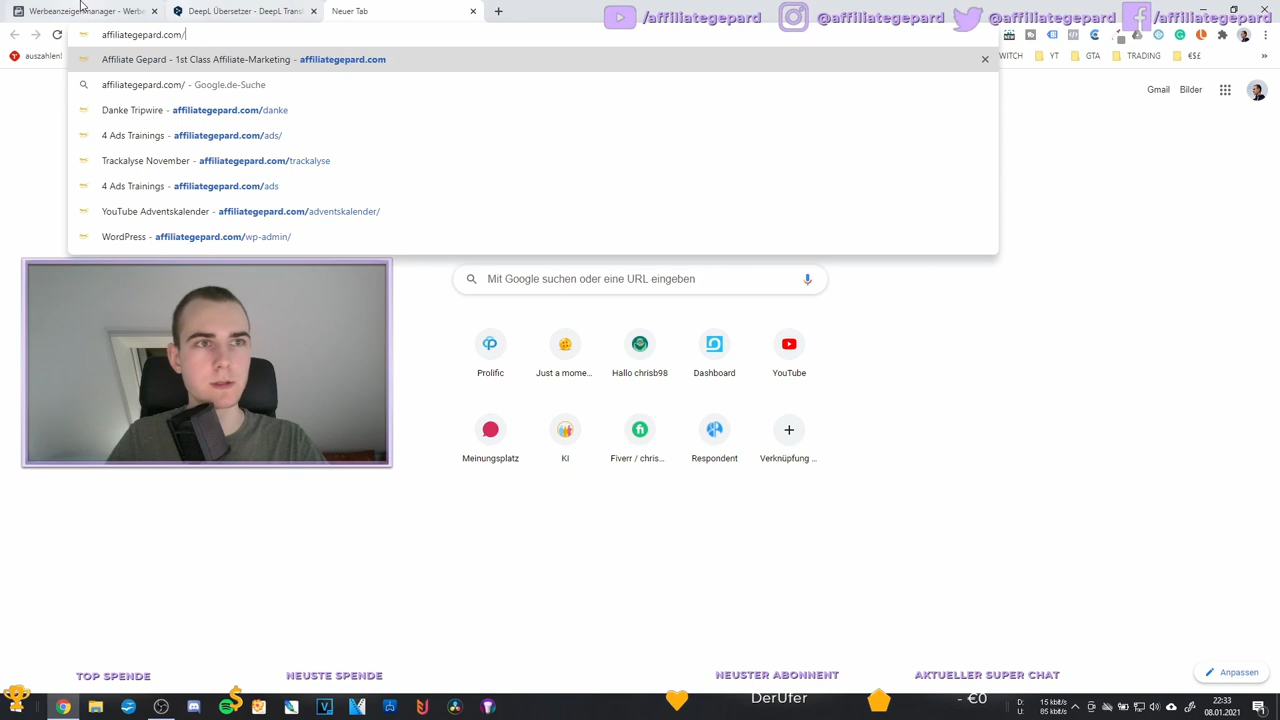 Werbeanzeigenmanager - Werbe
DeepL Übersetzer - DeepL Transl
Neuer Tab
/affiliategepard
@affiliategepard
@affiliategepard
/affiliategepard
affiliategepard.com/
auszahlen!
Affiliate Gepard - 1st Class Affiliate-Marketing - affiliategepard.com
WITCH
YT
GTA
TRADING
€$£
affiliategepard.com/ - Google.de-Suche
Gmail
Bilder
Danke Tripwire - affiliategepard.com/danke
4 Ads Trainings - affiliategepard.com/ads/
Trackalyse November - affiliategepard.com/trackalyse
4 Ads Trainings - affiliategepard.com/ads
YouTube Adventskalender - affiliategepard.com/adventskalender/
WordPress - affiliategepard.com/wp-admin/
Mit Google suchen oder eine URL eingeben
Prolific
Just a mome...
Hallo chrisb98
Dashboard
YouTube
Meinungsplatz
KI
Fiverr / chris...
Respondent
Verknüpfung ...
TOP SPENDE
NEUSTE SPENDE
NEUSTER ABONNENT
AKTUELLER SUPER CHAT
Anpassen
DerUfer
- €0
D: 15 kbit/s
U: 85 kbit/s
22:33
08.01.2021